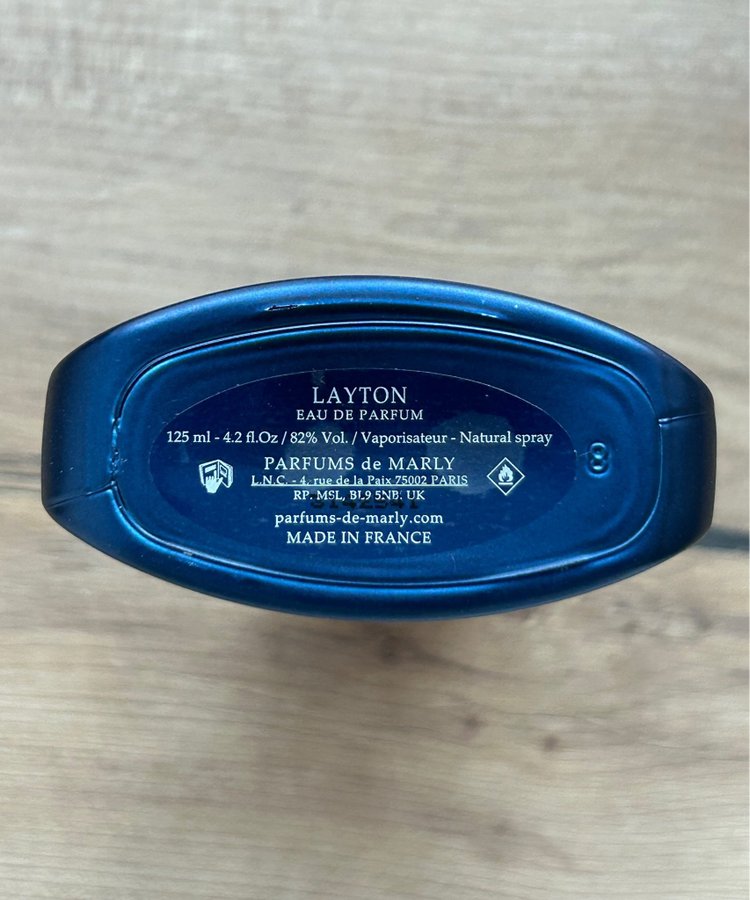 LAYTON
EAU DE PARFUM
125 ml - 4.2 fl.Oz / 82% Vol. / Vaporisateur - Natural spray
PARFUMS de MARLY
L.N.C. - 4, rue de la Paix 75002 PARIS
RP: MSL, BL9 5NB. UK
parfums-de-marly.com
MADE IN FRANCE
8